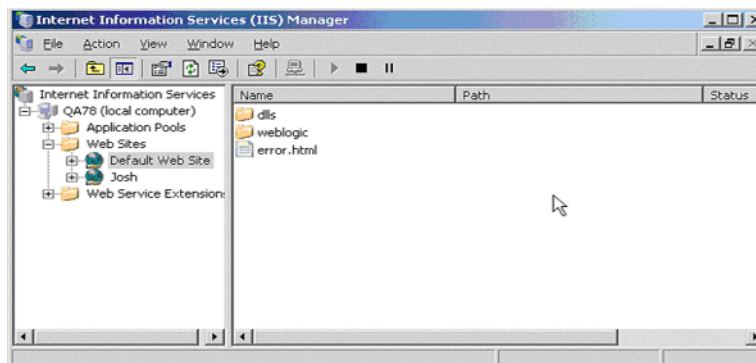 Internet Information Services (IIS) Manager
File Action View Window Help
Internet Information Services
QA78 (local computer)
Application Pools
Web Sites
Default Web Site
Josh
Web Service Extension
Name Path Status
dlls
weblogic
error.html